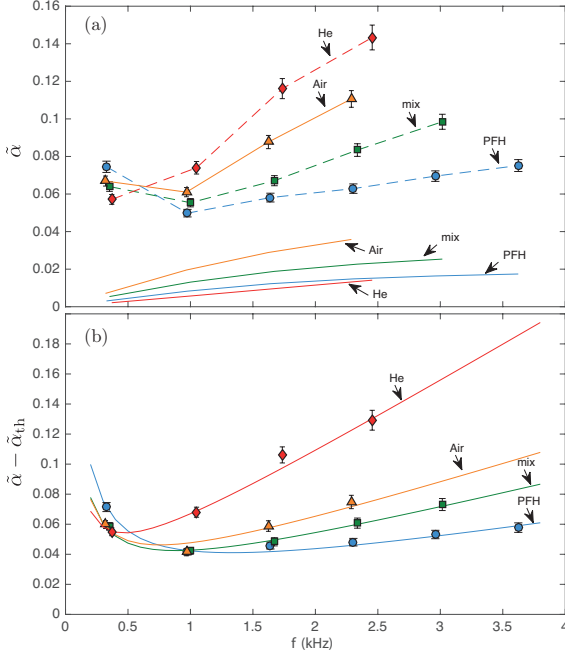 0.16
(a)
He
0.14
Air
0.12
mix
0.1
PFH
α̃
0.08
0.06
0.04
Air
mix
PFH
0.02
He
0
(b)
0.18
He
0.16
0.14
Air
0.12
mix
α̃ − α̃th
0.1
PFH
0.08
0.06
0.04
0.02
0
0 0.5 1 1.5 2 2.5 3 3.5 4
f (kHz)